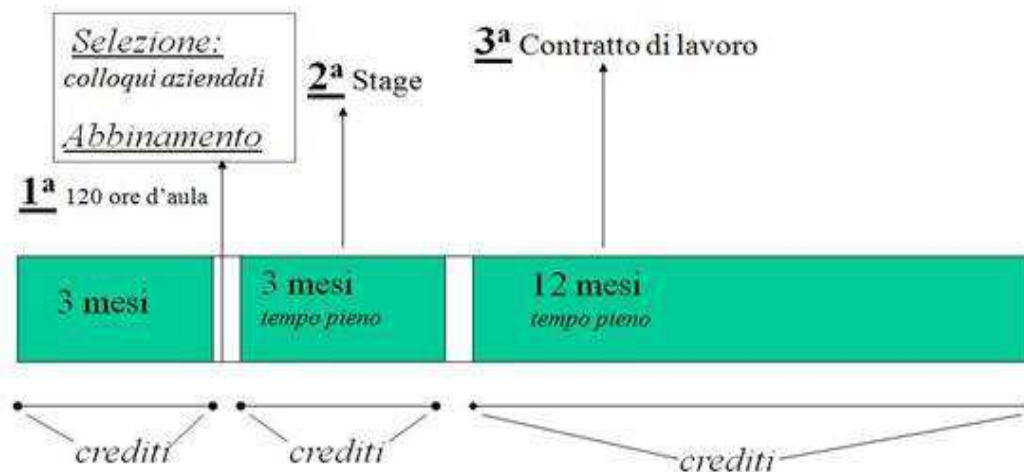 Selezione:
colloqui aziendali
Abbinamento
2ª Stage
3ª Contratto di lavoro
1ª 120 ore d'aula
3 mesi
3 mesi
tempo pieno
12 mesi
tempo pieno
crediti
crediti
crediti